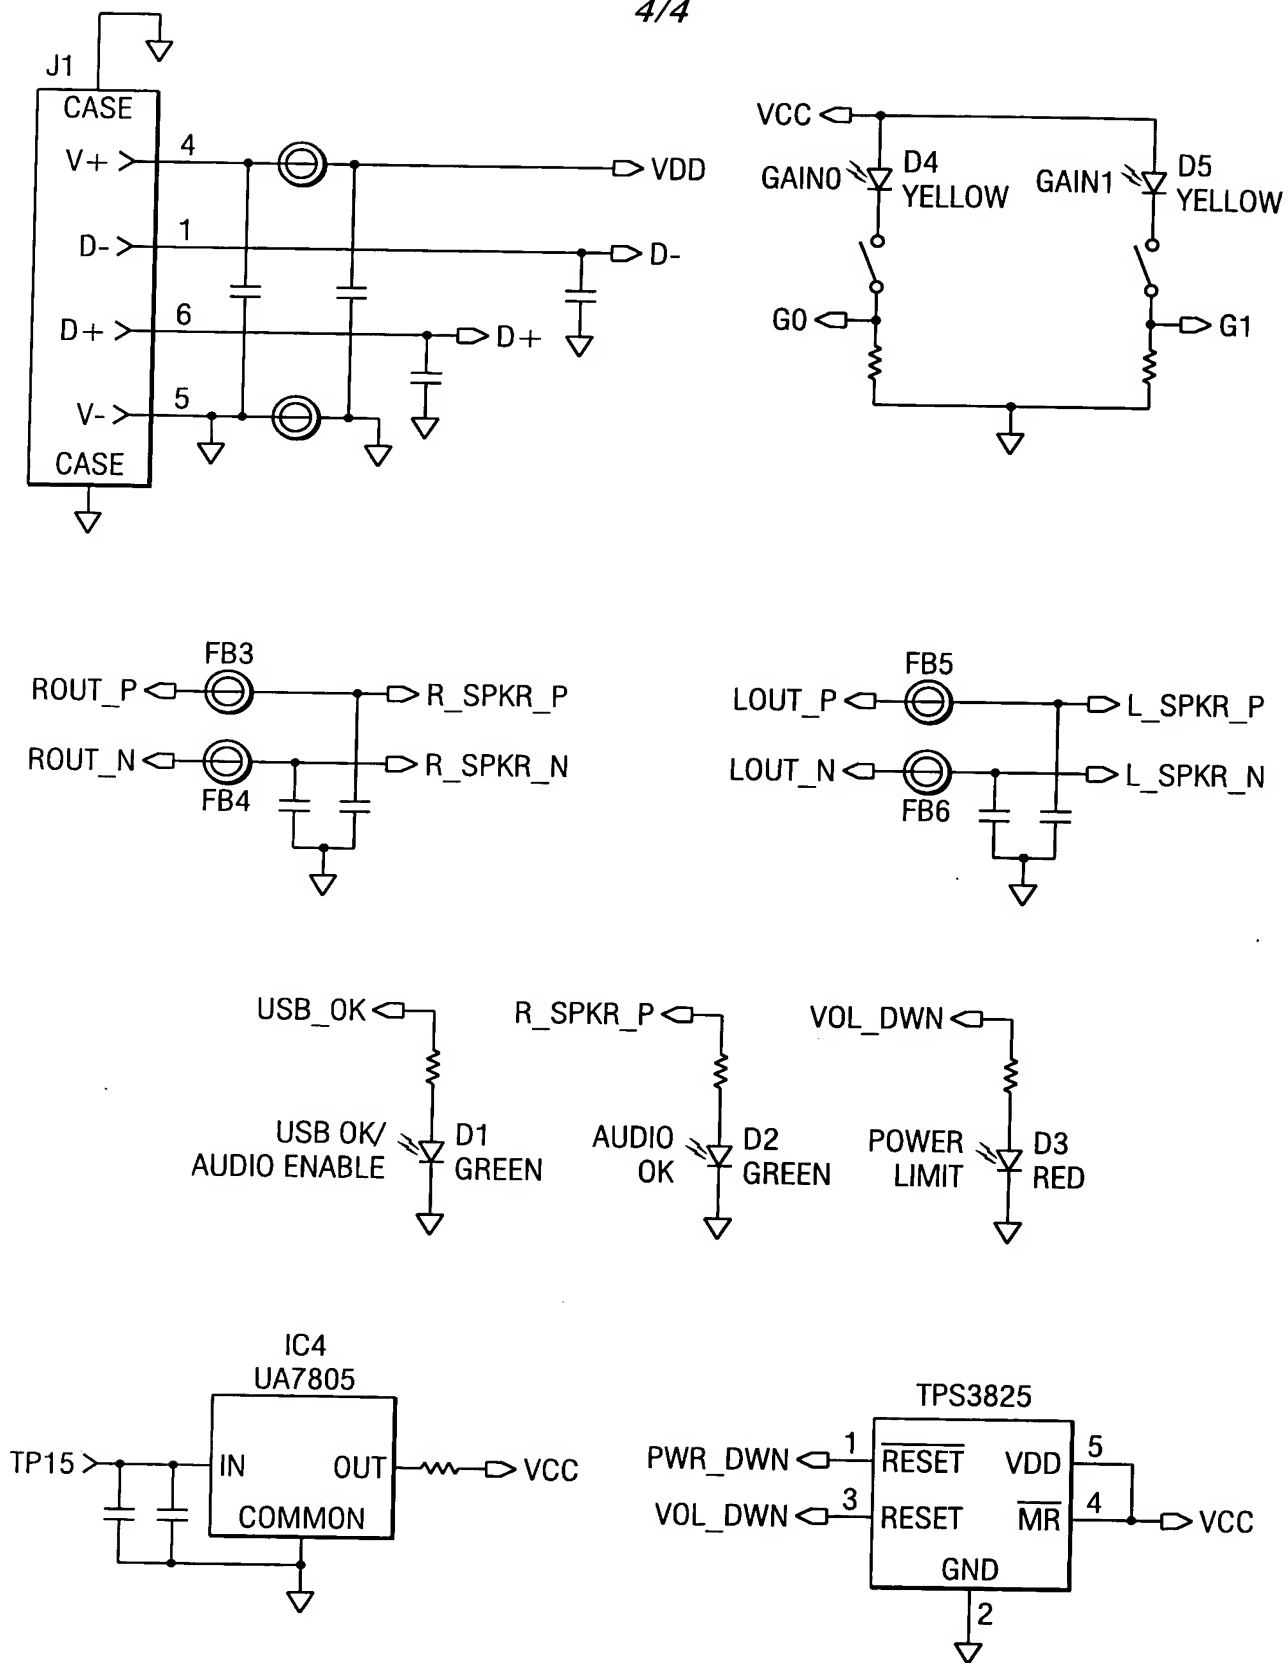 4/4
J1
CASE
V+ 4 VDD
D- 1 D-
D+ 6 D+
V- 5
CASE
VCC
GAIN0 D4
YELLOW
GAIN1 D5
YELLOW
G0 G1
FB3
ROUT_P R_SPKR_P
ROUT_N R_SPKR_N
FB4
FB5
LOUT_P L_SPKR_P
LOUT_N L_SPKR_N
FB6
USB_OK
USB OK/ D1
AUDIO ENABLE GREEN
R_SPKR_P
AUDIO D2
OK GREEN
VOL_DWN
POWER D3
LIMIT RED
IC4
UA7805
TP15 IN OUT VCC
COMMON
TPS3825
PWR_DWN 1 RESET VDD 5
VOL_DWN 3 RESET MR 4 VCC
GND
2